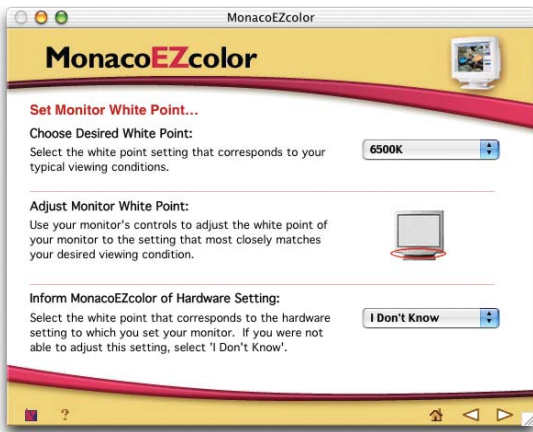 MonacoEZcolor
MonacoEZcolor
Set Monitor White Point...
Choose Desired White Point:
Select the white point setting that corresponds to your
typical viewing conditions.
6500K
Adjust Monitor White Point:
Use your monitor's controls to adjust the white point of
your monitor to the setting that most closely matches
your desired viewing condition.
Inform MonacoEZcolor of Hardware Setting:
Select the white point that corresponds to the hardware
setting to which you set your monitor. If you were not
able to adjust this setting, select 'I Don't Know'.
I Don't Know
?